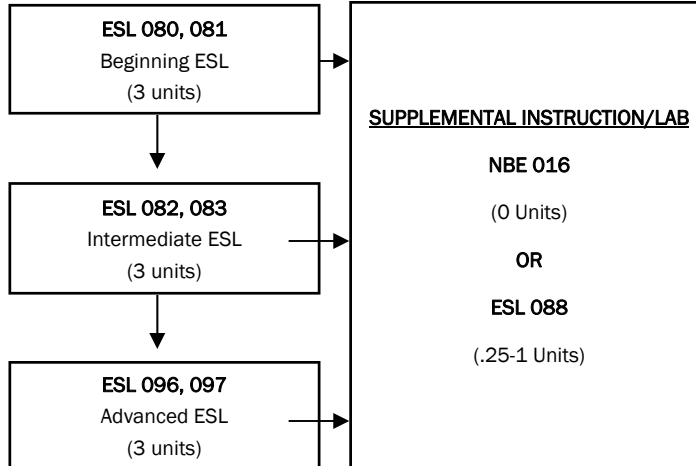 ESL 080, 081
Beginning ESL
(3 units)
ESL 082, 083
Intermediate ESL
(3 units)
ESL 096, 097
Advanced ESL
(3 units)
SUPPLEMENTAL INSTRUCTION/LAB
NBE 016
(0 Units)
OR
ESL 088
(.25-1 Units)